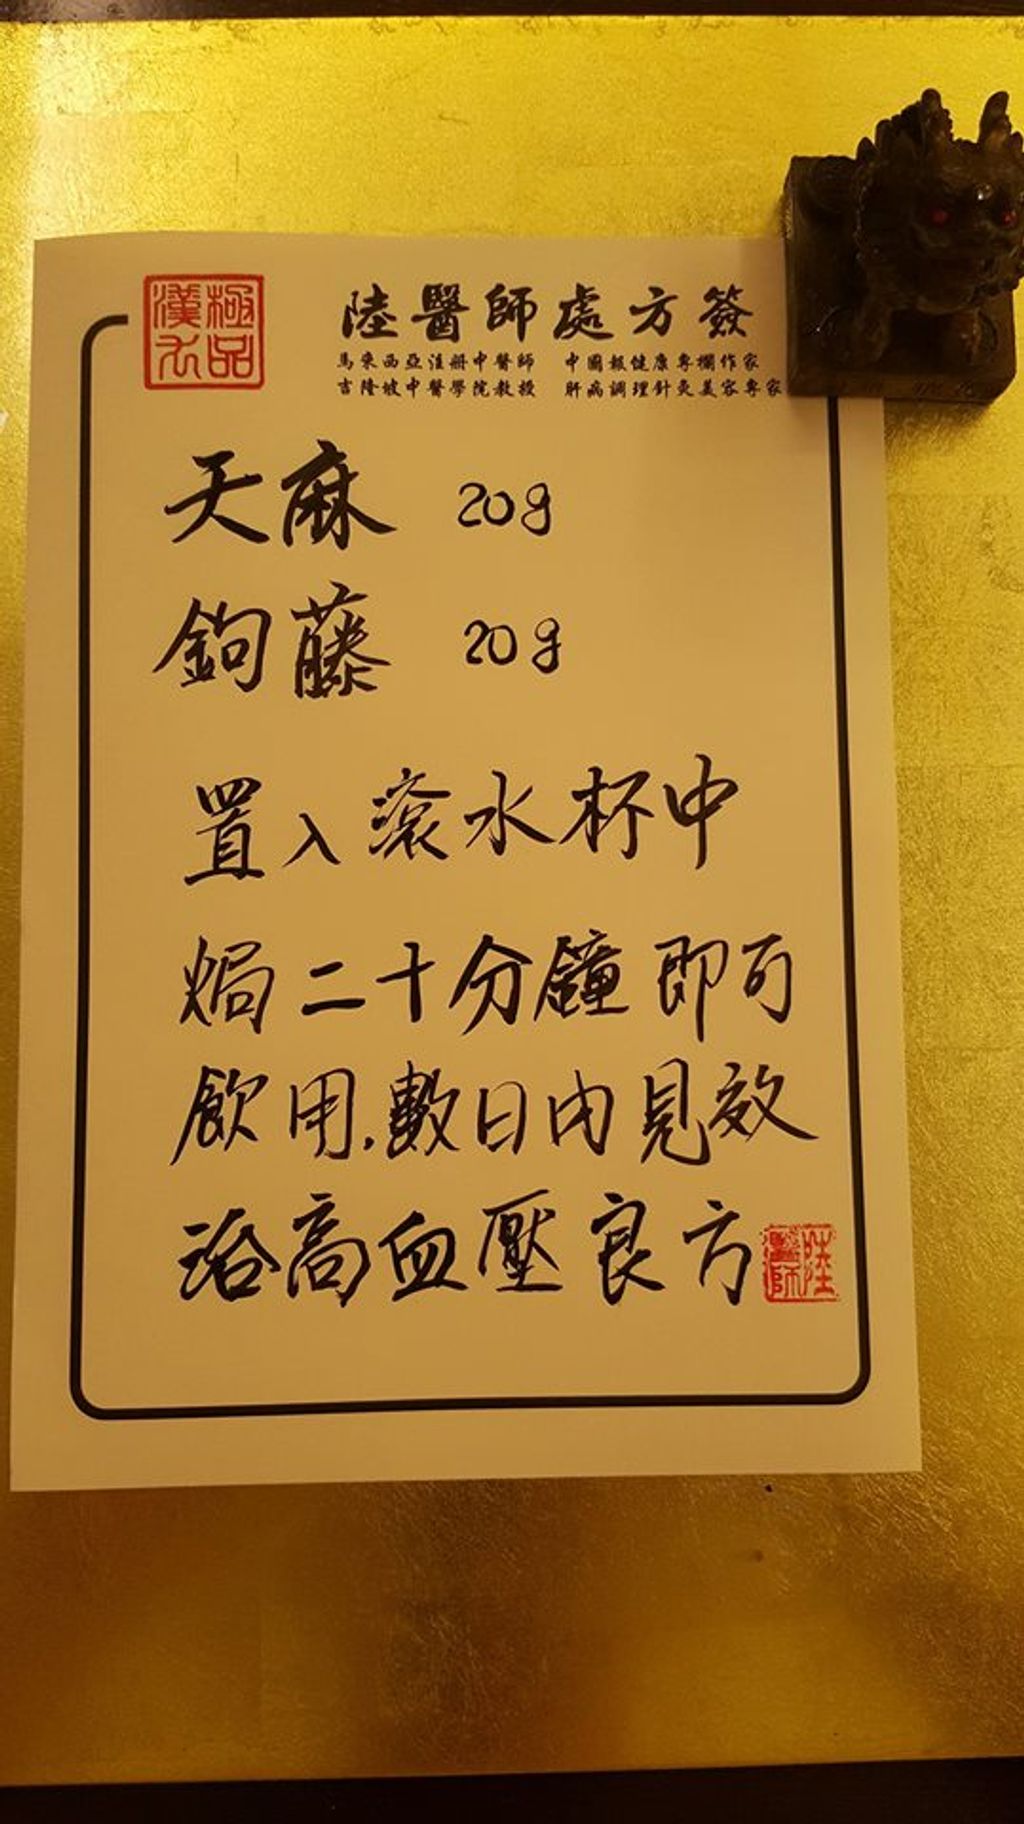 極品
漢方
陸醫師處方簽
馬來西亞注册中醫師 中國報健康專欄作家
吉隆坡中醫學院教授 肝病調理針灸美容專家
天麻 20g
鉤藤 20g
置入滾水杯中
焗二十分鐘即可
飲用.數日内見效
治高血壓良方
陸醫師